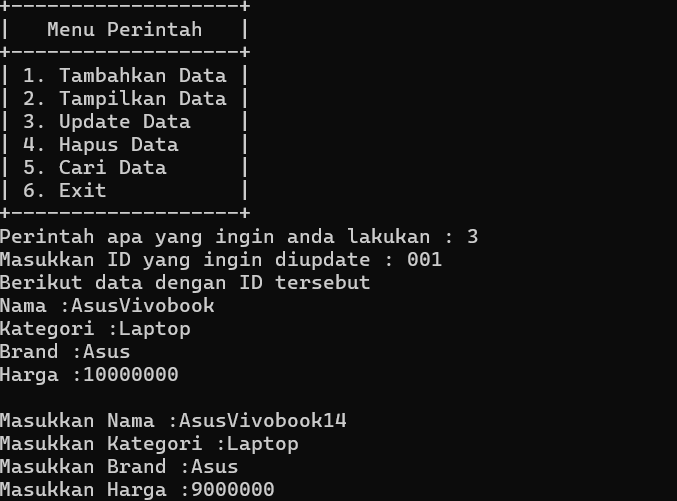 +-------------------+
|   Menu Perintah   |
+-------------------+
| 1. Tambahkan Data |
| 2. Tampilkan Data |
| 3. Update Data    |
| 4. Hapus Data     |
| 5. Cari Data      |
| 6. Exit           |
+-------------------+
Perintah apa yang ingin anda lakukan : 3
Masukkan ID yang ingin diupdate : 001
Berikut data dengan ID tersebut
Nama :AsusVivobook
Kategori :Laptop
Brand :Asus
Harga :10000000

Masukkan Nama :AsusVivobook14
Masukkan Kategori :Laptop
Masukkan Brand :Asus
Masukkan Harga :9000000